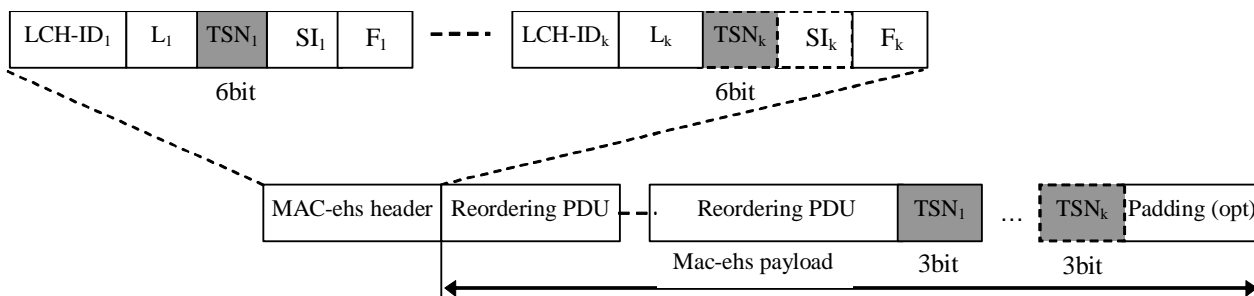 LCH-ID1 L1 TSN1 SI1 F1 LCH-IDk Lk TSNk SIk Fk
6bit 6bit
MAC-ehs header Reordering PDU Reordering PDU TSN1 ... TSNk Padding (opt)
Mac-ehs payload 3bit 3bit